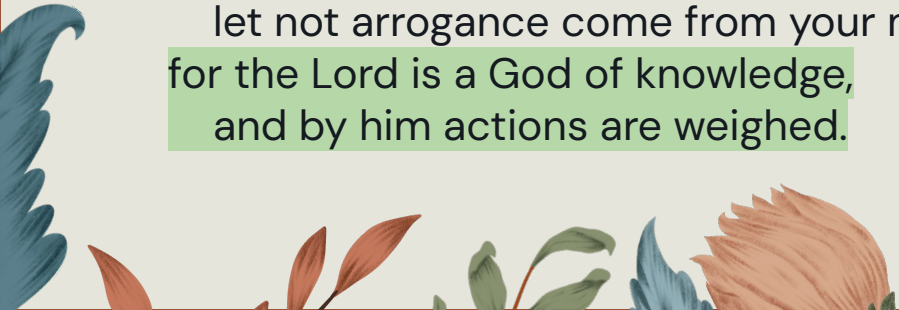 let not arrogance come from your
for the Lord is a God of knowledge,
and by him actions are weighed.